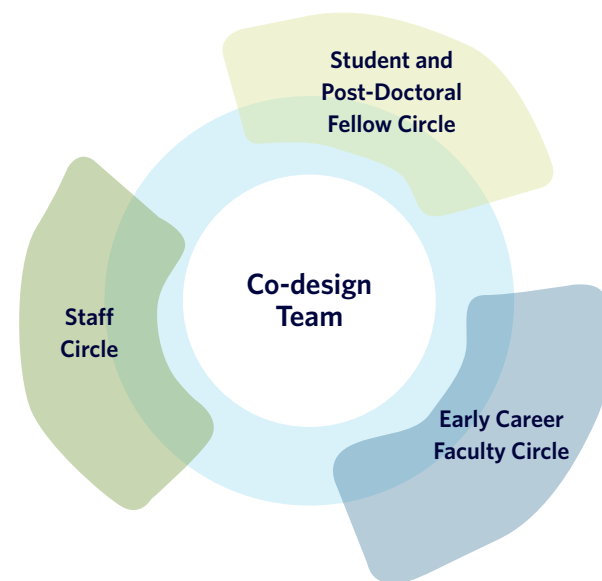 Student and
Post-Doctoral
Fellow Circle
Co-design
Team
Staff
Circle
Early Career
Faculty Circle